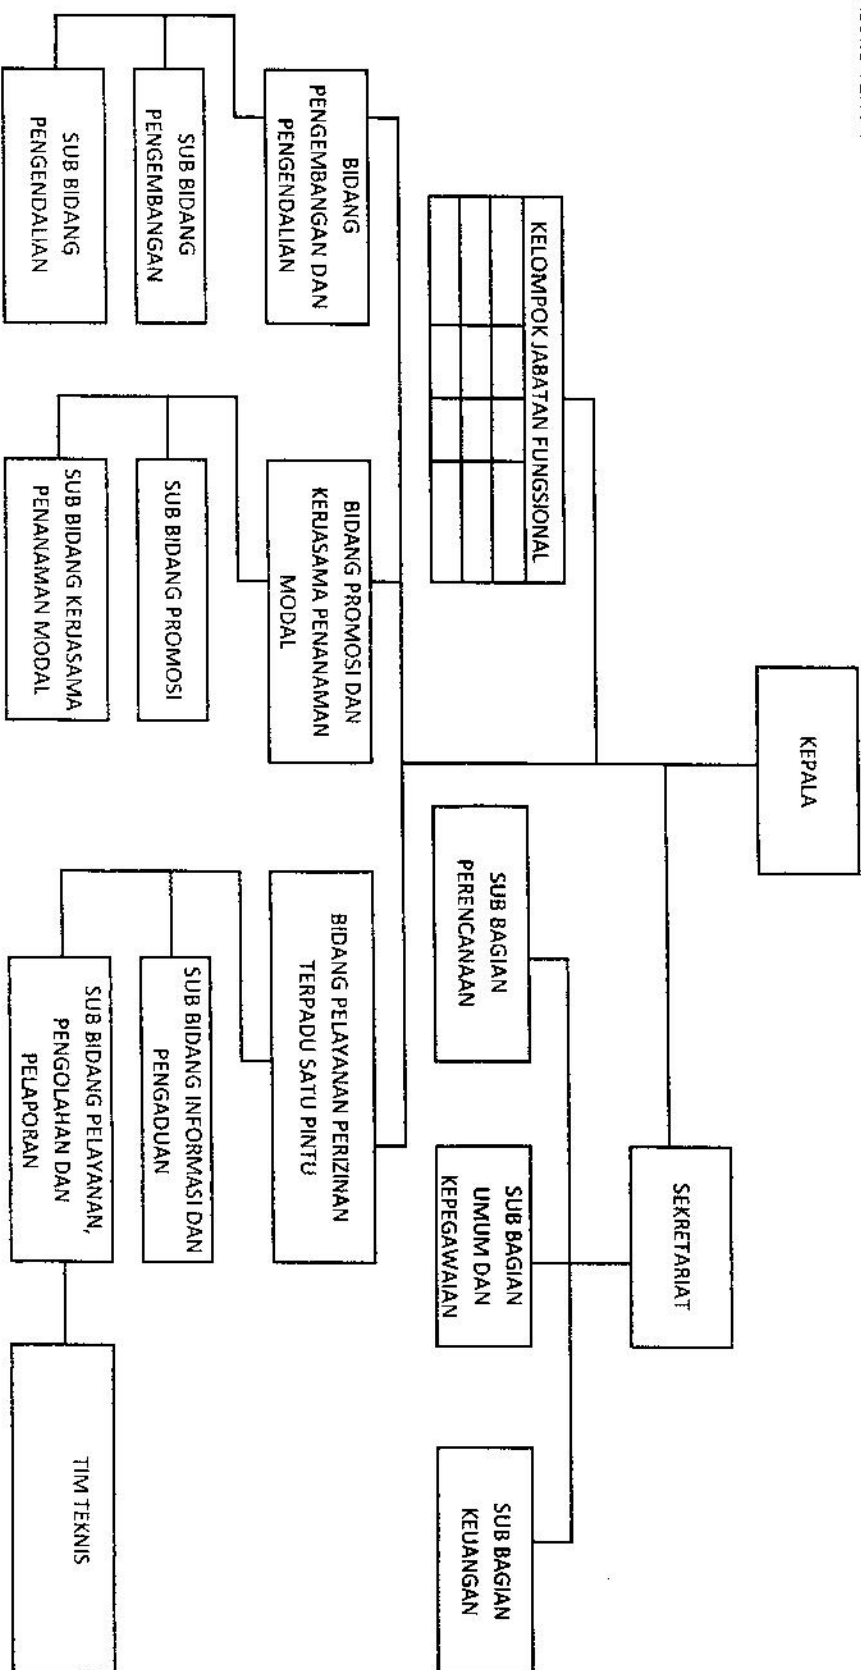 KEPALA
SEKRETARIAT
KELOMPOK JABATAN FUNGSIONAL
SUB BAGIAN
PERENCANAAN
SUB BAGIAN
UMUM DAN
KEPEGAWAIAN
SUB BAGIAN
KEUANGAN
BIDANG
PENGEMBANGAN DAN
PENGENDALIAN
BIDANG PROMOSI DAN
KERJASAMA PENANAMAN
MODAL
BIDANG PELAYANAN PERIZINAN
TERPADU SATU PINTU
SUB BIDANG
PENGEMBANGAN
SUB BIDANG PROMOSI
SUB BIDANG INFORMASI DAN
PENGADUAN
SUB BIDANG
PENGENDALIAN
SUB BIDANG KERJASAMA
PENANAMAN MODAL
SUB BIDANG PELAYANAN,
PENGOLAHAN DAN
PELAPORAN
TIM TEKNIS